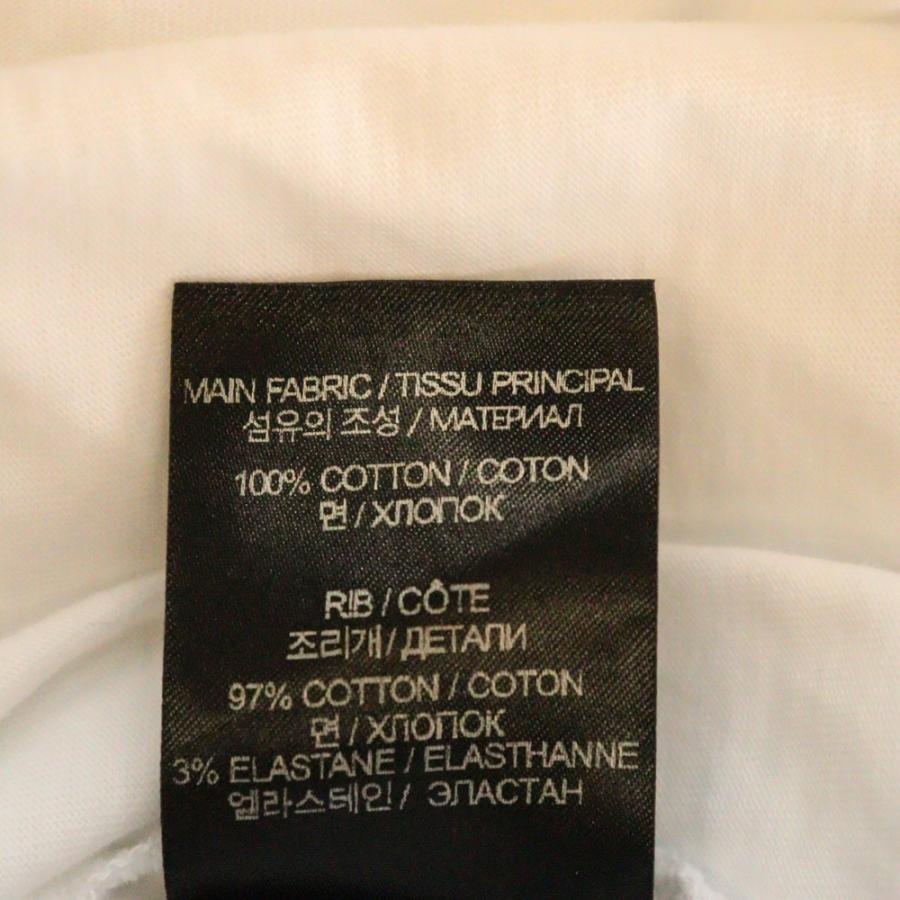 MAIN FABRIC / TISSU PRINCIPAL
섬유의 조성 / МАТЕРИАЛ
100% COTTON / COTON
면 / ХЛОПОК
RIB / CÔTE
조리개 / ДЕТАЛИ
97% COTTON / COTON
면 / ХЛОПОК
3% ELASTANE / ELASTHANNE
엘라스테인 / ЭЛАСТАН